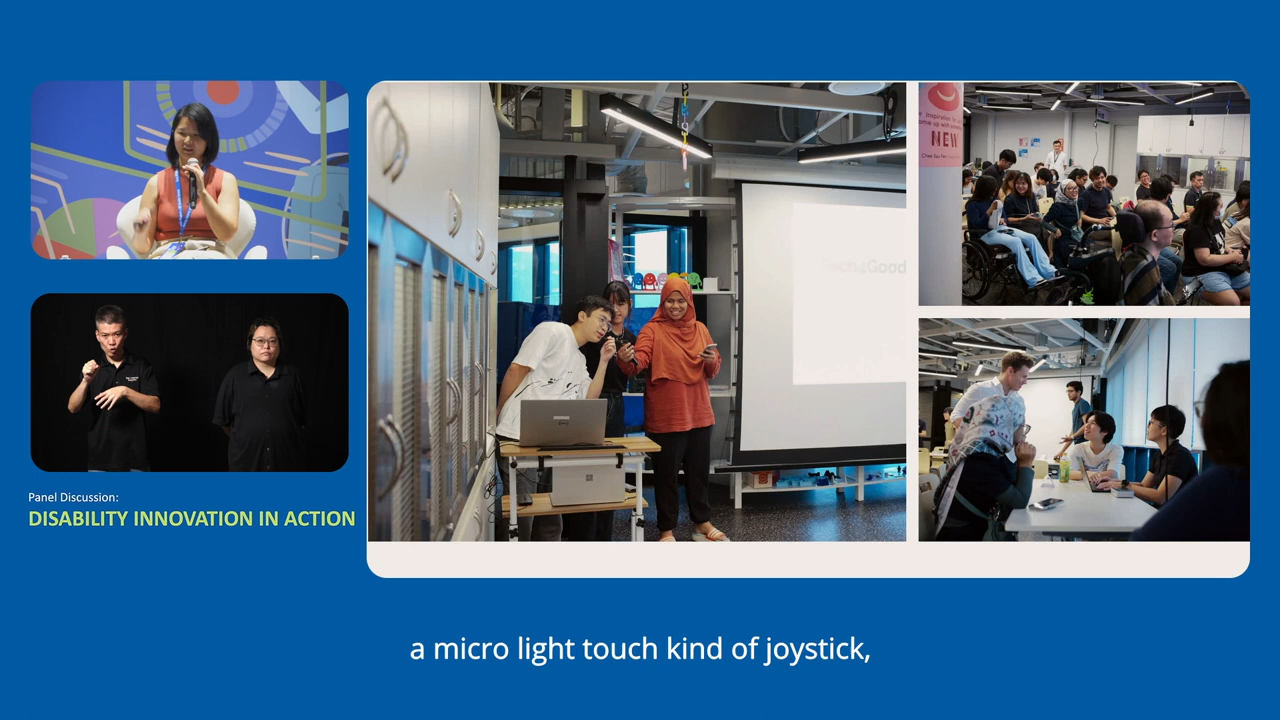 Panel Discussion:
DISABILITY INNOVATION IN ACTION
NEW
a micro light touch kind of joystick,